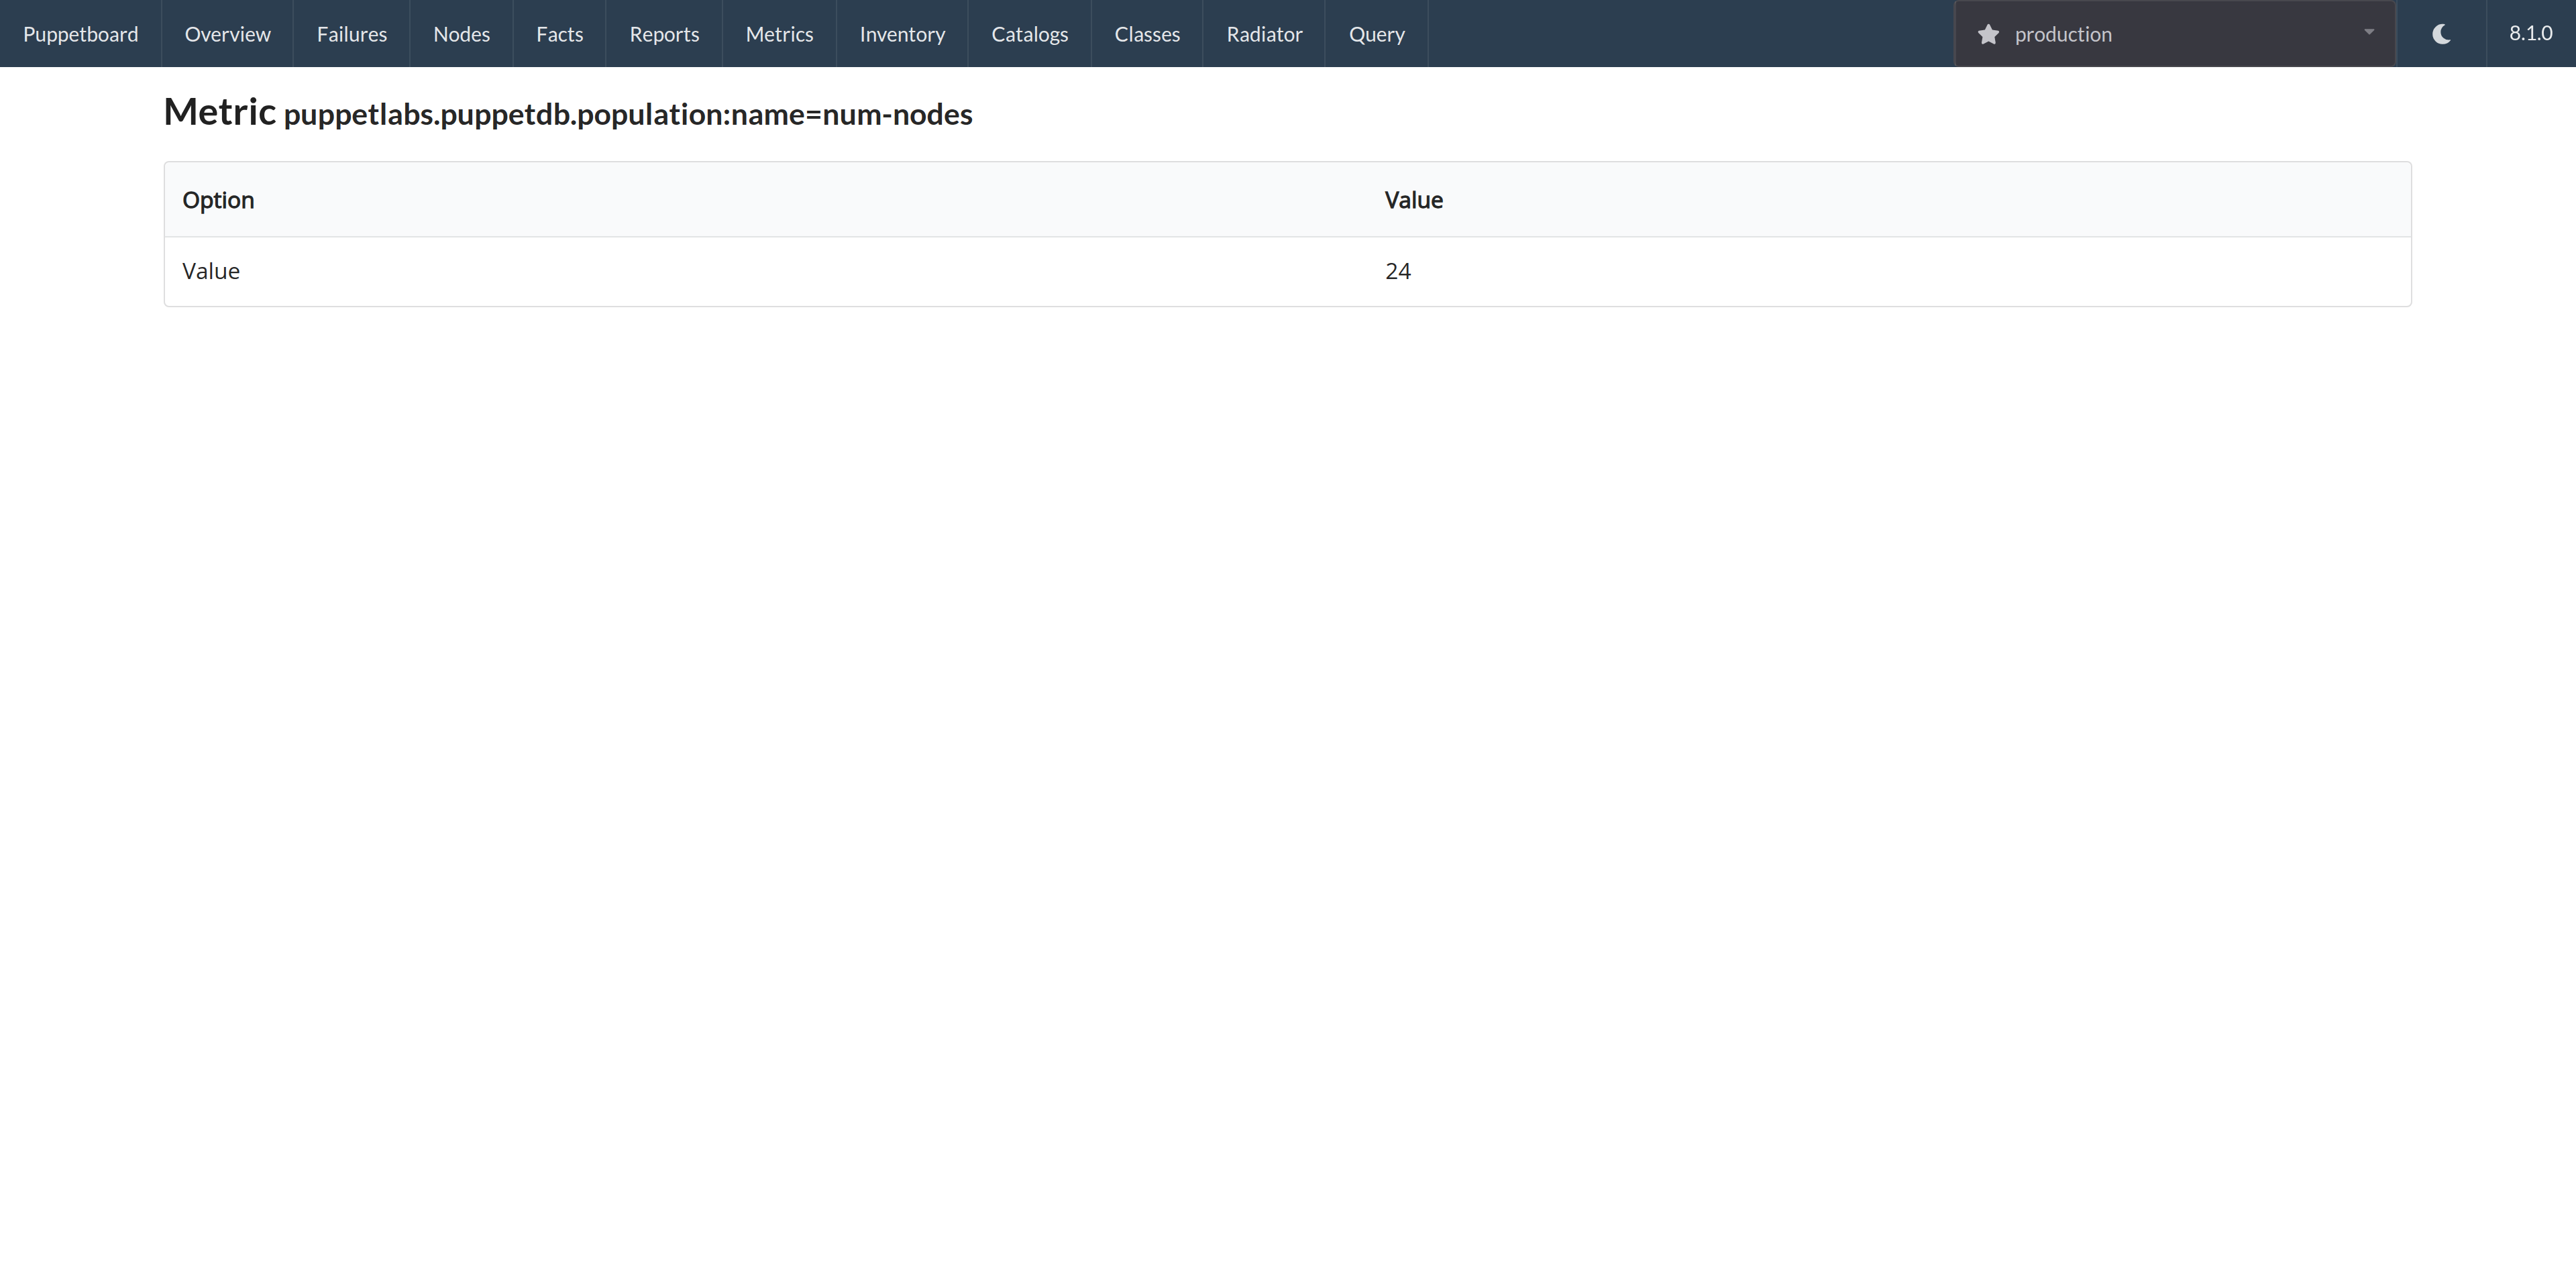 Puppetboard Overview Failures Nodes Facts Reports Metrics Inventory Catalogs Classes Radiator Query production 8.1.0
Metric puppetlabs.puppetdb.population:name=num-nodes
Option Value
Value 24